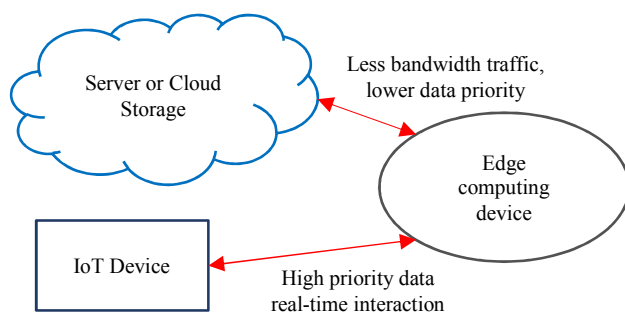 Server or Cloud
Storage
Less bandwidth traffic,
lower data priority
Edge
computing
device
IoT Device
High priority data
real-time interaction